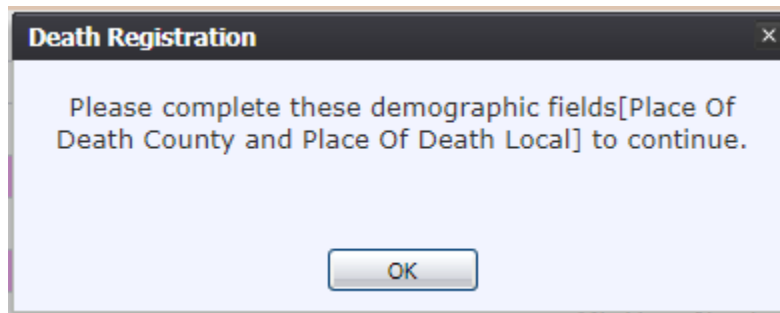 Death Registration
Please complete these demographic fields[Place Of
Death County and Place Of Death Local] to continue.
OK